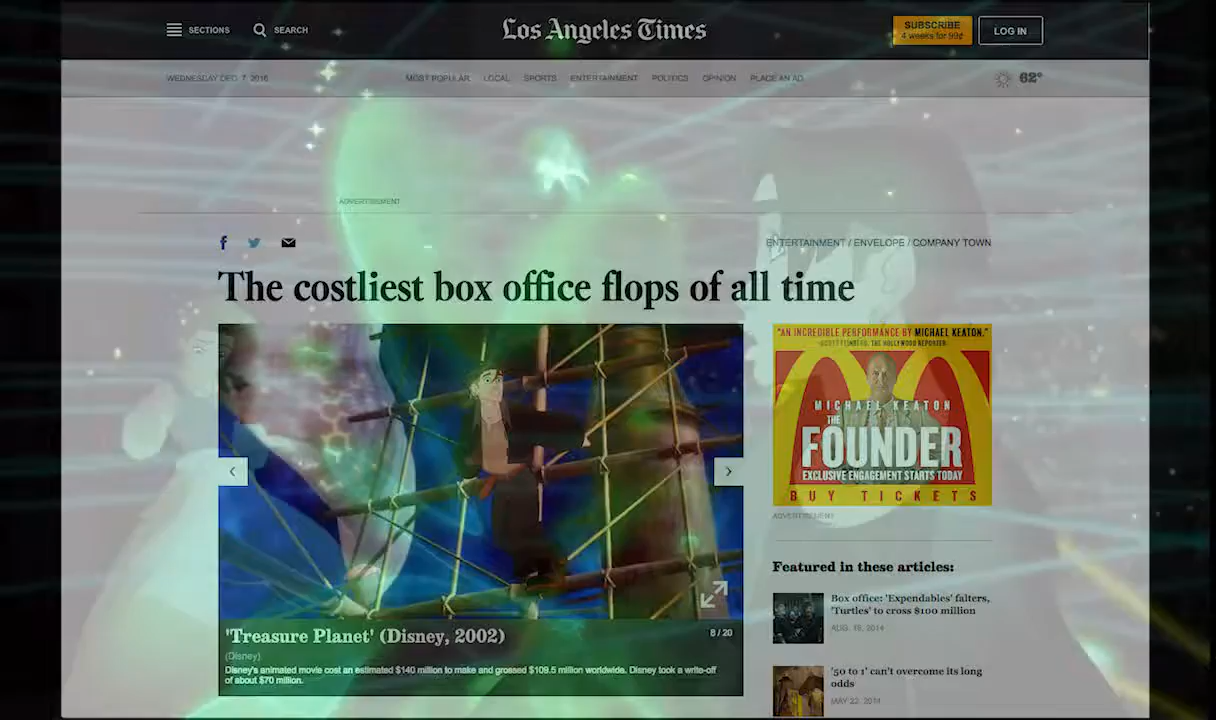 SECTIONS
SEARCH
Los Angeles Times
SUBSCRIBE
4 weeks for 99¢
LOG IN
WEDNESDAY DEC. 7, 2016
MOST POPULAR LOCAL SPORTS ENTERTAINMENT POLITICS OPINION PLACE AN AD
62°
ADVERTISEMENT
ENTERTAINMENT / ENVELOPE / COMPANY TOWN
The costliest box office flops of all time
"AN INCREDIBLE PERFORMANCE BY MICHAEL KEATON."
SCOTT FEINBERG, THE HOLLYWOOD REPORTER
MICHAEL KEATON
THE
FOUNDER
EXCLUSIVE ENGAGEMENT STARTS TODAY
BUY TICKETS
ADVERTISEMENT
'Treasure Planet' (Disney, 2002)
8 / 20
(Disney)
Disney's animated movie cost an estimated $140 million to make and grossed $109.5 million worldwide. Disney took a write-off
of about $70 million.
Featured in these articles:
Box office: 'Expendables' falters,
'Turtles' to cross $100 million
'50 to 1' can't overcome its long
odds
MAY 22, 2014